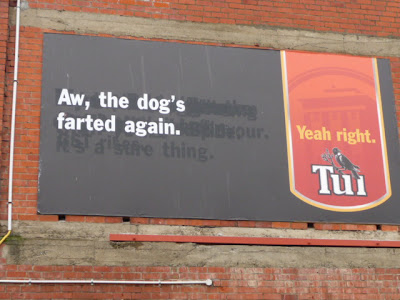 Aw, the dog's
farted again.
it's a sure thing.
Yeah right.
Tui